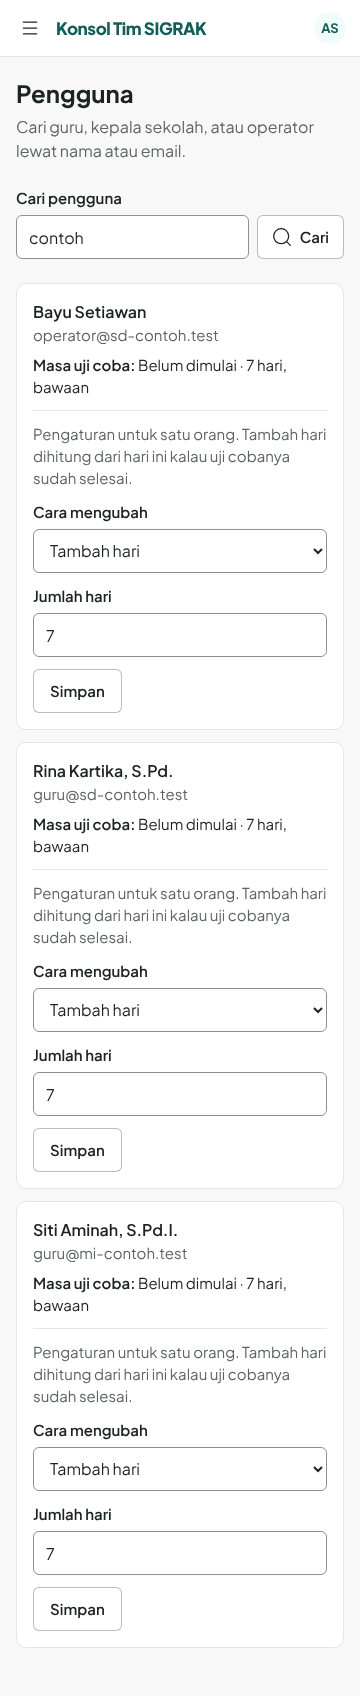 Konsol Tim SIGRAK
AS
Pengguna
Cari guru, kepala sekolah, atau operator
lewat nama atau email.
Cari pengguna
contoh
Cari
Bayu Setiawan
operator@sd-contoh.test
Masa uji coba: Belum dimulai · 7 hari,
bawaan
Pengaturan untuk satu orang. Tambah hari
dihitung dari hari ini kalau uji cobanya
sudah selesai.
Cara mengubah
Tambah hari
Jumlah hari
7
Simpan
Rina Kartika, S.Pd.
guru@sd-contoh.test
Masa uji coba: Belum dimulai · 7 hari,
bawaan
Pengaturan untuk satu orang. Tambah hari
dihitung dari hari ini kalau uji cobanya
sudah selesai.
Cara mengubah
Tambah hari
Jumlah hari
7
Simpan
Siti Aminah, S.Pd.I.
guru@mi-contoh.test
Masa uji coba: Belum dimulai · 7 hari,
bawaan
Pengaturan untuk satu orang. Tambah hari
dihitung dari hari ini kalau uji cobanya
sudah selesai.
Cara mengubah
Tambah hari
Jumlah hari
7
Simpan